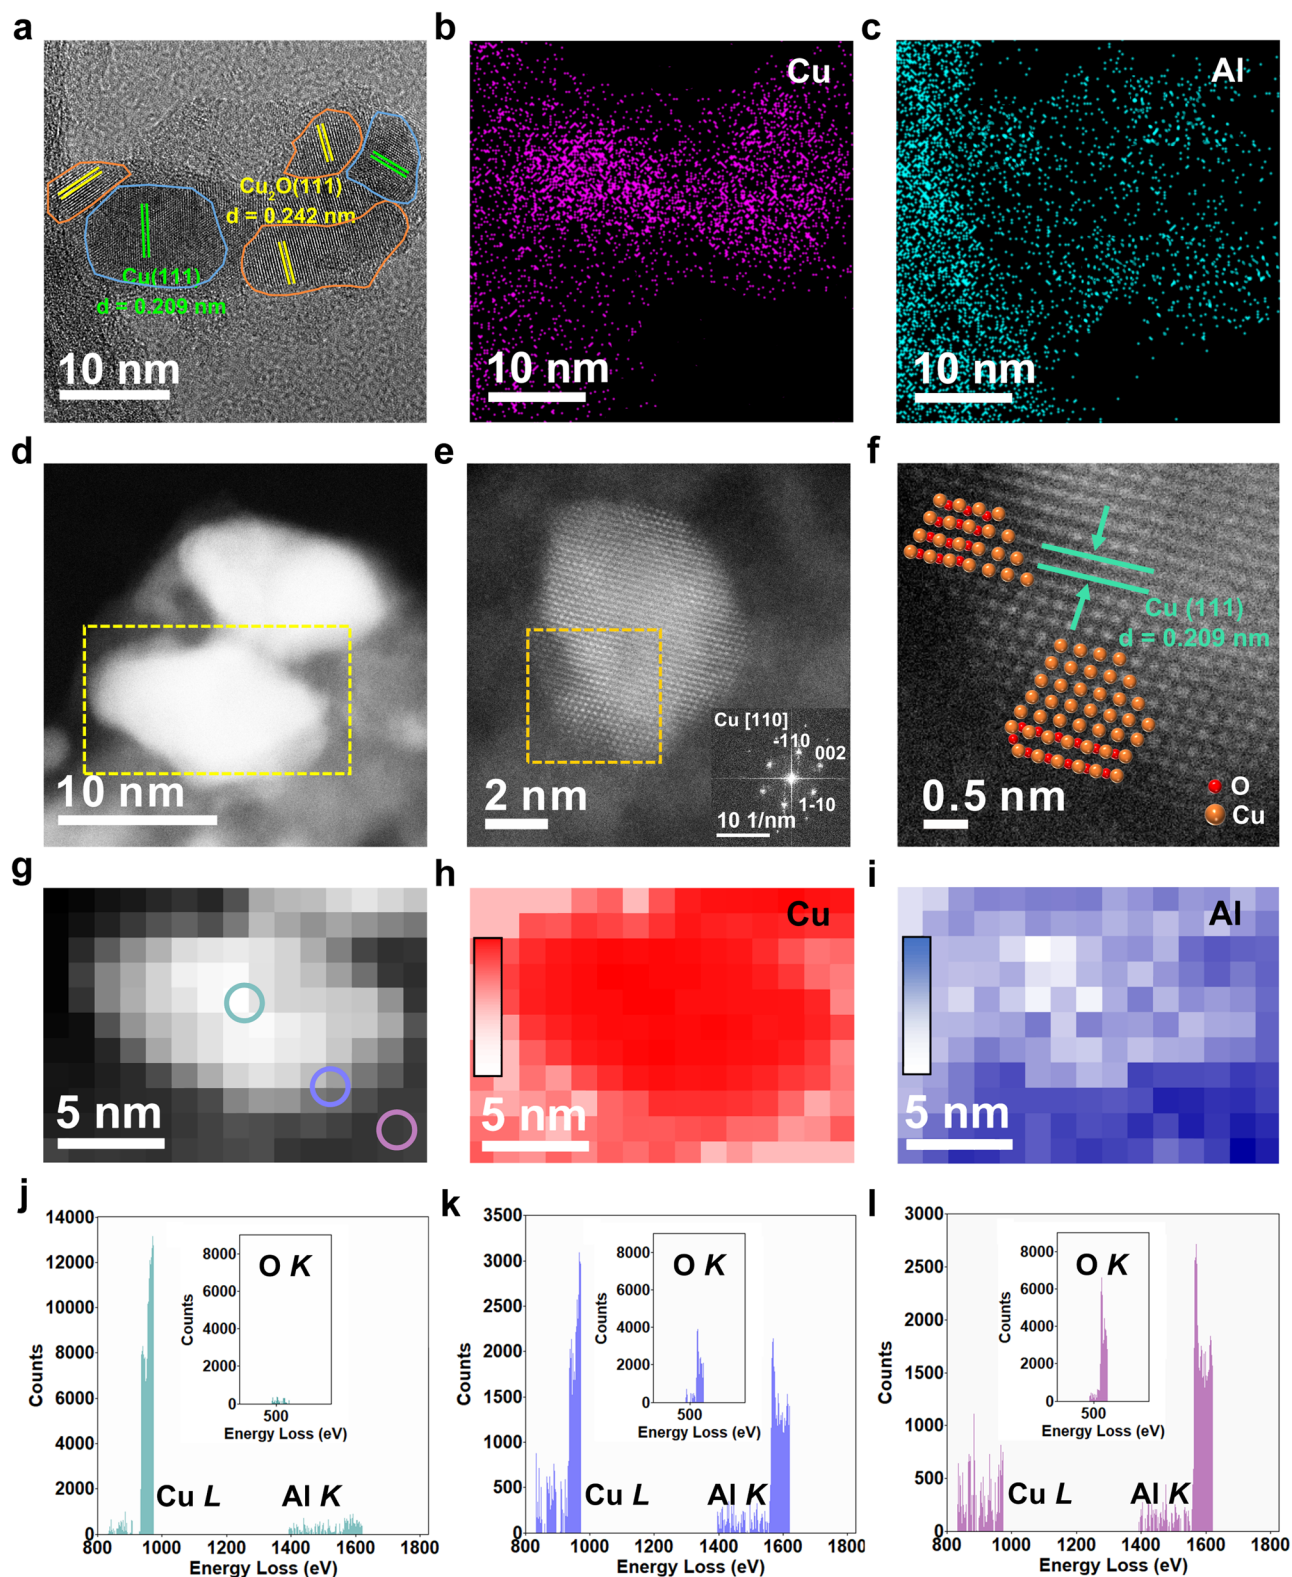 a
Cu₂O(111)
d = 0.242 nm
Cu(111)
d = 0.209 nm
10 nm
b
Cu
10 nm
c
Al
10 nm
d
10 nm
e
Cu [110]
-110
002
1-10
10 1/nm
2 nm
f
Cu (111)
d = 0.209 nm
O
Cu
0.5 nm
g
5 nm
h
Cu
5 nm
i
Al
5 nm
j
14000
13000
12000
10000
8000
6000
4000
2000
0
Counts
800 1000 1200 1400 1600 1800
Energy Loss (eV)
Cu L
Al K
O K
8000
6000
4000
2000
0
Counts
500
Energy Loss (eV)
k
3500
3000
2500
2000
1500
1000
500
0
Counts
800 1000 1200 1400 1600 1800
Energy Loss (eV)
Cu L
Al K
O K
8000
6000
4000
2000
0
Counts
500
Energy Loss (eV)
l
3000
2500
2000
1500
1000
500
0
Counts
800 1000 1200 1400 1600 1800
Energy Loss (eV)
Cu L
Al K
O K
8000
6000
4000
2000
0
Counts
500
Energy Loss (eV)